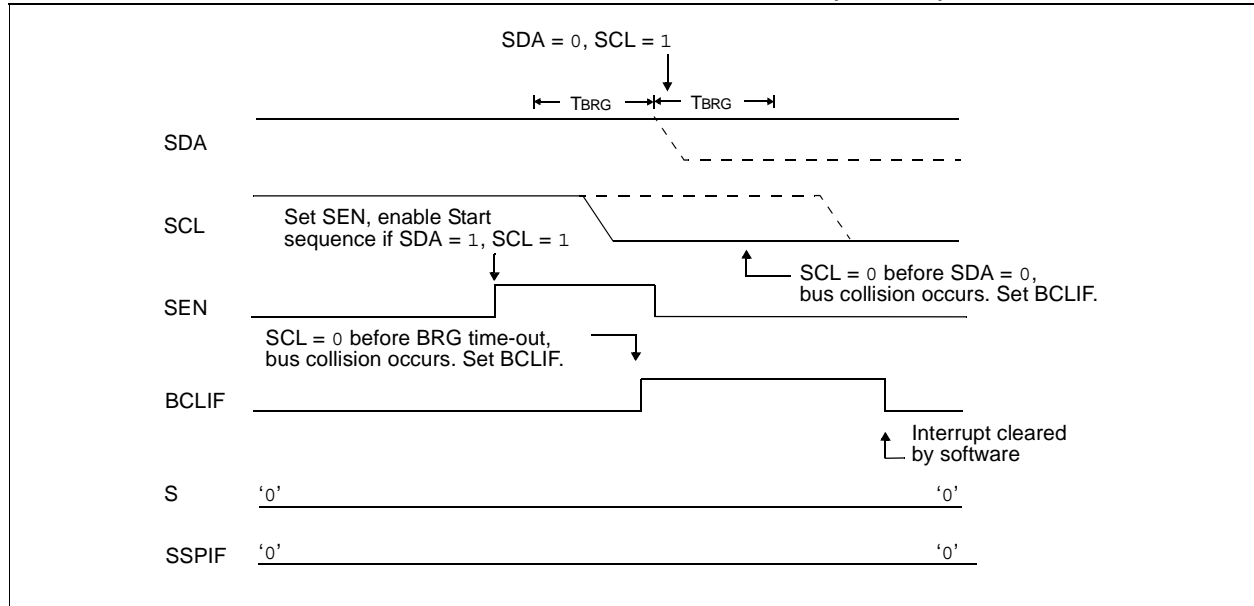 SDA = 0, SCL = 1
TBRG TBRG
SDA
SCL
Set SEN, enable Start
sequence if SDA = 1, SCL = 1
SCL = 0 before SDA = 0,
bus collision occurs. Set BCLIF.
SEN
SCL = 0 before BRG time-out,
bus collision occurs. Set BCLIF.
BCLIF
Interrupt cleared
by software
S ‘0’ ‘0’
SSPIF ‘0’ ‘0’